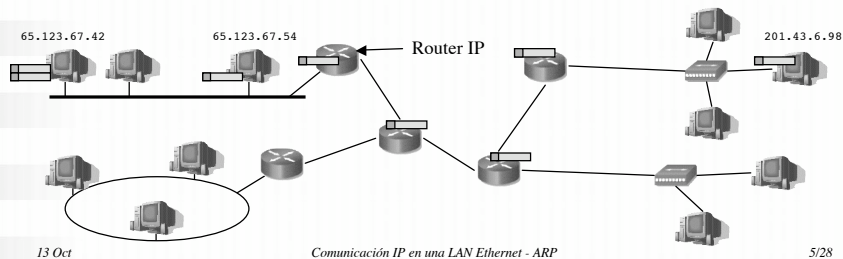 65.123.67.42
65.123.67.54
Router IP
201.43.6.98
13 Oct
Comunicación IP en una LAN Ethernet - ARP
5/28